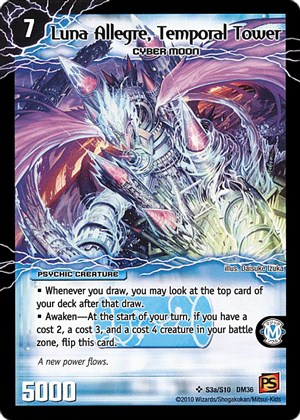 7
Luna Allegre, Temporal Tower
CYBER MOON
illus. Daisuke Izuka
PSYCHIC CREATURE
▪ Whenever you draw, you may look at the top card of
your deck after that draw.
▪ Awaken—At the start of your turn, if you have a
cost 2, a cost 3, and a cost 4 creature in your battle
zone, flip this card.
A new power flows.
M
5000
S3a/S10 DM36
©2010 Wizards/Shogakukan/Mitsui-Kids
PS